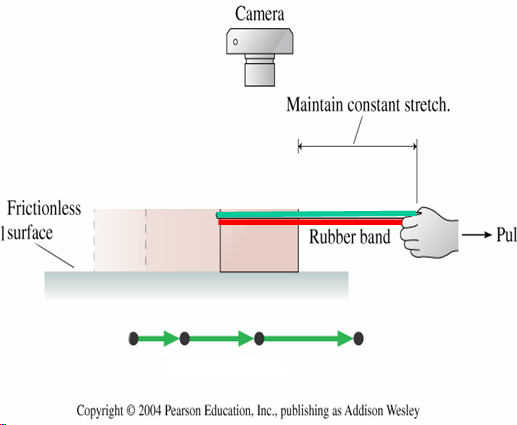 Camera
Maintain constant stretch.
Frictionless
l surface
Rubber band
Pul
Copyright © 2004 Pearson Education, Inc., publishing as Addison Wesley